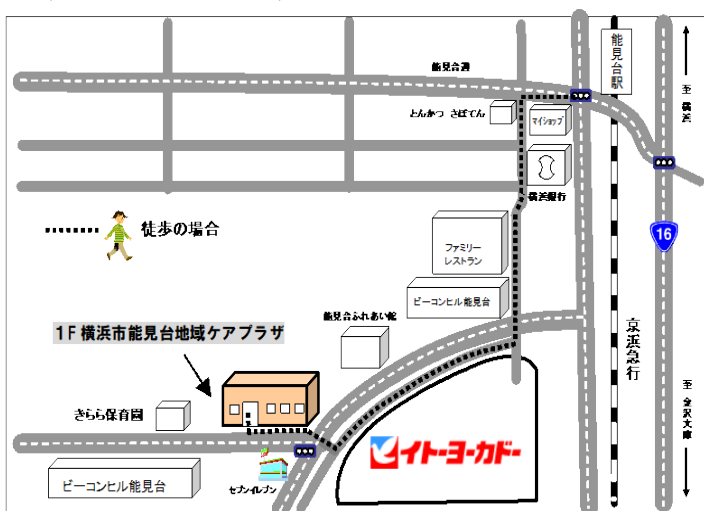 能見台通
能見台駅
至 横浜
とんかつ さぼてん
マイショップ
横浜銀行
徒歩の場合
16
ファミリー
レストラン
ビーコンヒル能見台
能見台ふれあい館
1F 横浜市能見台地域ケアプラザ
京浜急行
きらら保育園
至 金沢文庫
イトーヨーカドー
セブンイレブン
ビーコンヒル能見台